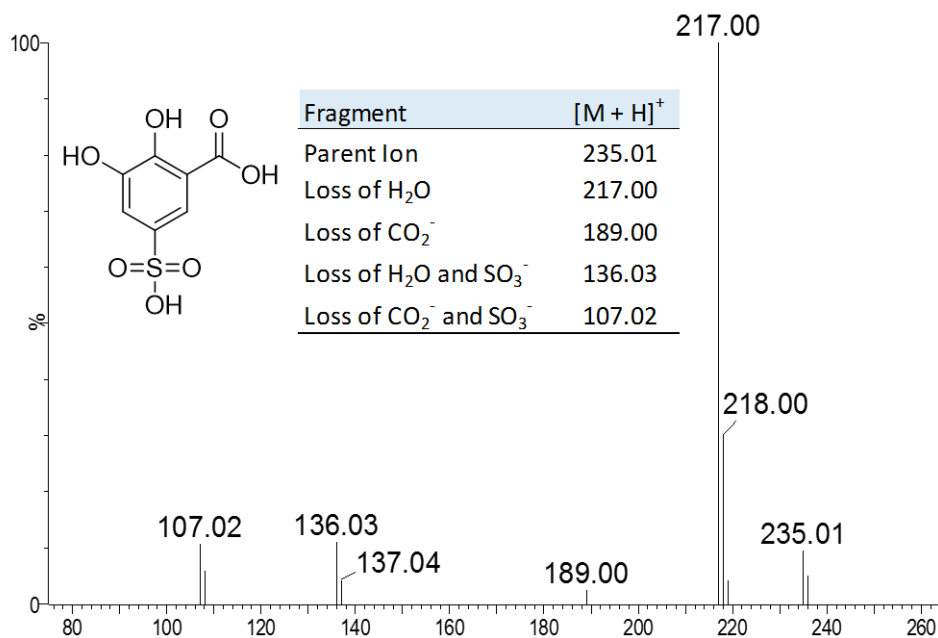 217.00
100
Fragment [M + H]⁺
Parent Ion 235.01
Loss of H₂O 217.00
Loss of CO₂⁻ 189.00
Loss of H₂O and SO₃⁻ 136.03
Loss of CO₂⁻ and SO₃⁻ 107.02
OH O
HO
OH
O=S=O
OH
%
218.00
107.02
136.03
137.04
189.00
235.01
0
80 100 120 140 160 180 200 220 240 260